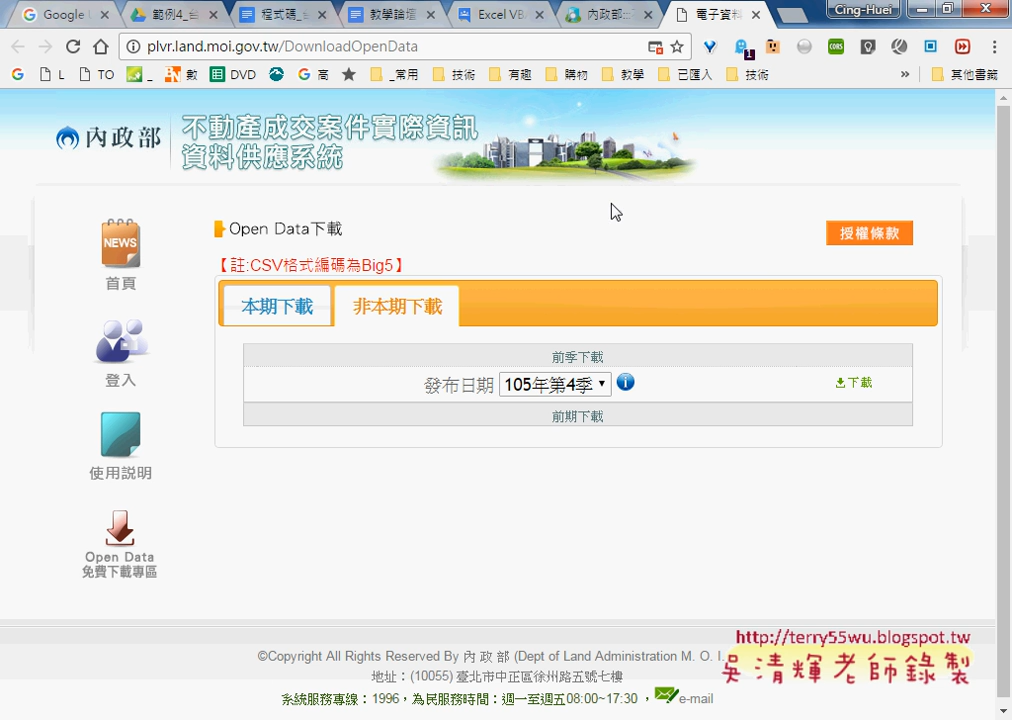 Google
範例4_
程式碼_
教學論壇
Excel VB
內政部
電子資料
Cing-Huei
plvr.land.moi.gov.tw/DownloadOpenData
L
TO
數
DVD
高
_常用
技術
有趣
購物
教學
已匯入
技術
其他書籤
內政部
不動產成交案件實際資訊
資料供應系統
NEWS
首頁
登入
使用說明
Open Data
免費下載專區
Open Data下載
授權條款
【註:CSV格式編碼為Big5】
本期下載
非本期下載
前季下載
發布日期 105年第4季
下載
前期下載
©Copyright All Rights Reserved By 內 政 部 (Dept of Land Administration M. O. I.
地址：(10055) 臺北市中正區徐州路五號七樓
系統服務專線：1996，為民服務時間：週一至週五08:00~17:30 ，
e-mail
http://terry55wu.blogspot.tw
吳清輝老師錄製